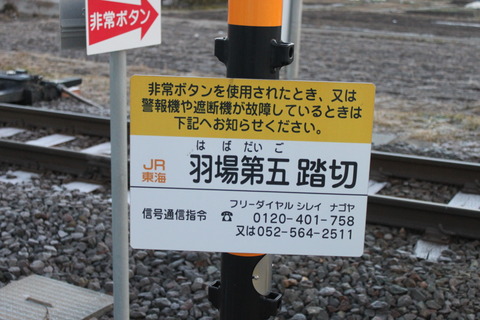 非常ボタン
非常ボタンを使用されたとき、又は
警報機や遮断機が故障しているときは
下記へお知らせください。
はばだいご
JR東海 羽場第五踏切
フリーダイヤル シレイ ナゴヤ
信号通信指令 ☎ 0120-401-758
又は052-564-2511